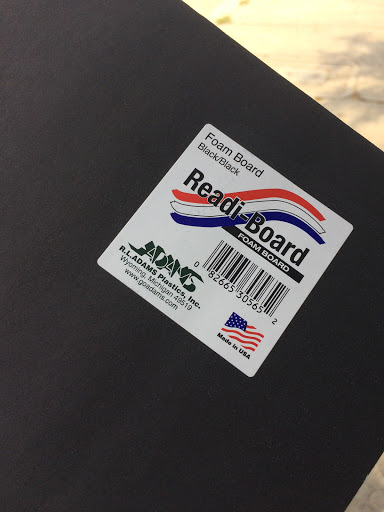 Foam Board
Black/Black
Readi-Board
FOAM BOARD
ADAMS
R.L.ADAMS Plastics, Inc.
Wyoming, Michigan 49519
www.goadams.com
0 82665 30565 2
Made in USA